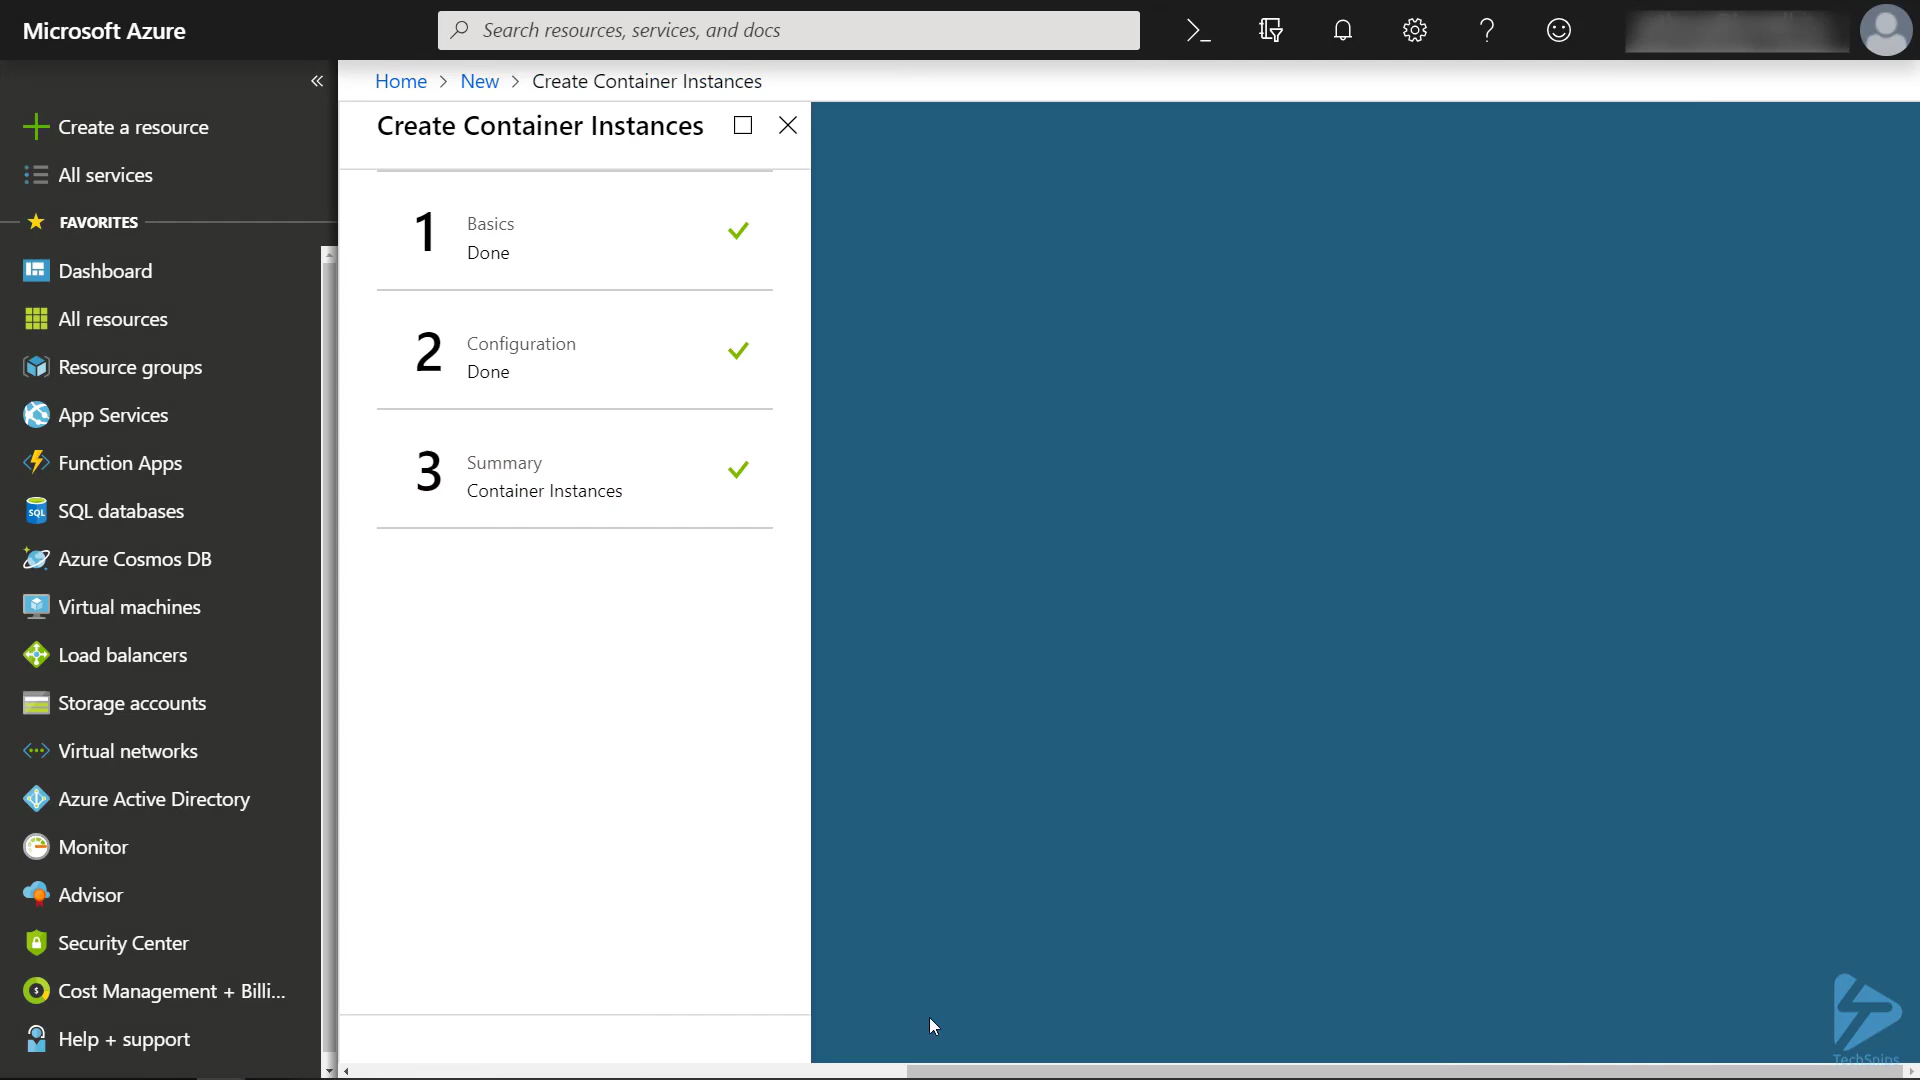 Microsoft Azure
Search resources, services, and docs
Home > New > Create Container Instances
Create a resource
All services
FAVORITES
Dashboard
All resources
Resource groups
App Services
Function Apps
SQL databases
Azure Cosmos DB
Virtual machines
Load balancers
Storage accounts
Virtual networks
Azure Active Directory
Monitor
Advisor
Security Center
Cost Management + Billi...
Help + support
Create Container Instances
1 Basics
Done
2 Configuration
Done
3 Summary
Container Instances
TechSnips